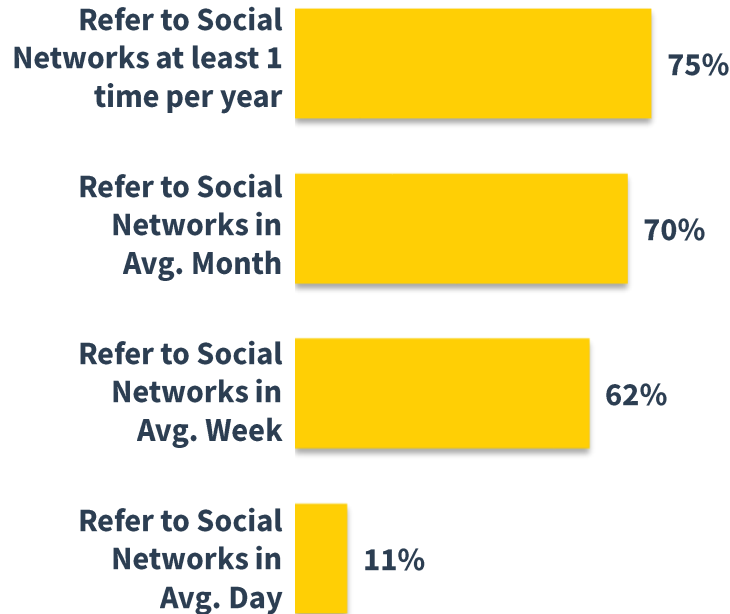 Refer to Social
Networks at least 1
time per year
75%
Refer to Social
Networks in
Avg. Month
70%
Refer to Social
Networks in
Avg. Week
62%
Refer to Social
Networks in
Avg. Day
11%